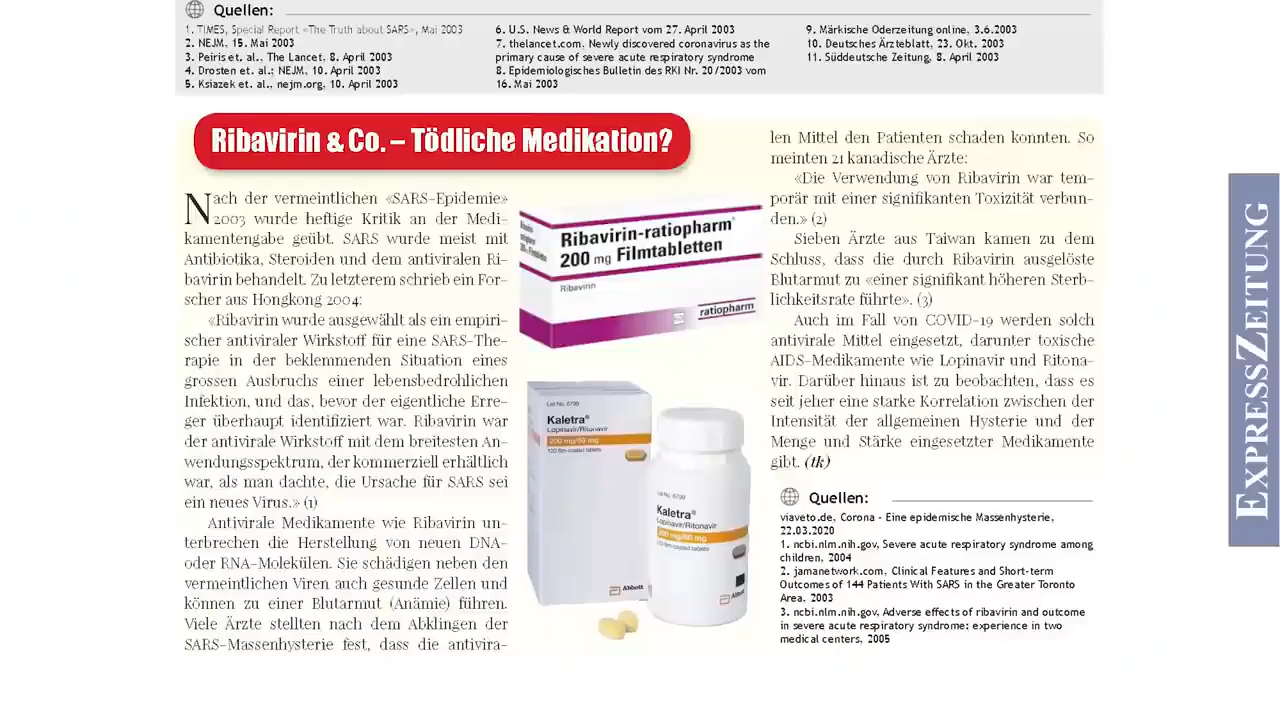 Quellen:
1. TIMES, Special Report «The Truth about SARS», Mai 2003
2. NEJM, 15. Mai 2003
3. Peiris et. al., The Lancet, 8. April 2003
4. Drosten et. al.; NEJM, 10. April 2003
5. Ksiazek et. al., nejm.org, 10. April 2003
6. U.S. News & World Report vom 27. April 2003
7. thelancet.com, Newly discovered coronavirus as the
primary cause of severe acute respiratory syndrome
8. Epidemiologisches Bulletin des RKI Nr. 20/2003 vom
16. Mai 2003
9. Märkische Oderzeitung online, 3.6.2003
10. Deutsches Ärzteblatt, 23. Okt. 2003
11. Süddeutsche Zeitung, 8. April 2003
Ribavirin & Co. – Tödliche Medikation?
Nach der vermeintlichen «SARS-Epidemie»
2003 wurde heftige Kritik an der Medi-
kamentengabe geübt. SARS wurde meist mit
Antibiotika, Steroiden und dem antiviralen Ri-
bavirin behandelt. Zu letzterem schrieb ein For-
scher aus Hongkong 2004:
«Ribavirin wurde ausgewählt als ein empiri-
scher antiviraler Wirkstoff für eine SARS-The-
rapie in der beklemmenden Situation eines
grossen Ausbruchs einer lebensbedrohlichen
Infektion, und das, bevor der eigentliche Erre-
ger überhaupt identifiziert war. Ribavirin war
der antivirale Wirkstoff mit dem breitesten An-
wendungsspektrum, der kommerziell erhältlich
war, als man dachte, die Ursache für SARS sei
ein neues Virus.» (1)
Antivirale Medikamente wie Ribavirin un-
terbrechen die Herstellung von neuen DNA-
oder RNA-Molekülen. Sie schädigen neben den
vermeintlichen Viren auch gesunde Zellen und
können zu einer Blutarmut (Anämie) führen.
Viele Ärzte stellten nach dem Abklingen der
SARS-Massenhysterie fest, dass die antivira-
Ribavirin-ratiopharm®
200 mg Filmtabletten
Ribavirin
ratiopharm
List No. 6799
Kaletra®
Lopinavir/Ritonavir
200 mg/50 mg
120 film-coated tablets
Abbott
List No. 6799
Kaletra®
Lopinavir/Ritonavir
200 mg/50 mg
120 film-coated tablets
Abbott
len Mittel den Patienten schaden konnten. So
meinten 21 kanadische Ärzte:
«Die Verwendung von Ribavirin war tem-
porär mit einer signifikanten Toxizität verbun-
den.» (2)
Sieben Ärzte aus Taiwan kamen zu dem
Schluss, dass die durch Ribavirin ausgelöste
Blutarmut zu «einer signifikant höheren Sterb-
lichkeitsrate führte». (3)
Auch im Fall von COVID-19 werden solch
antivirale Mittel eingesetzt, darunter toxische
AIDS-Medikamente wie Lopinavir und Ritona-
vir. Darüber hinaus ist zu beobachten, dass es
seit jeher eine starke Korrelation zwischen der
Intensität der allgemeinen Hysterie und der
Menge und Stärke eingesetzter Medikamente
gibt. (tk)
Quellen:
viaveto.de, Corona - Eine epidemische Massenhysterie,
22.03.2020
1. ncbi.nlm.nih.gov, Severe acute respiratory syndrome among
children, 2004
2. jamanetwork.com, Clinical Features and Short-term
Outcomes of 144 Patients With SARS in the Greater Toronto
Area, 2003
3. ncbi.nlm.nih.gov, Adverse effects of ribavirin and outcome
in severe acute respiratory syndrome: experience in two
medical centers, 2005
EXPRESSZEITUNG